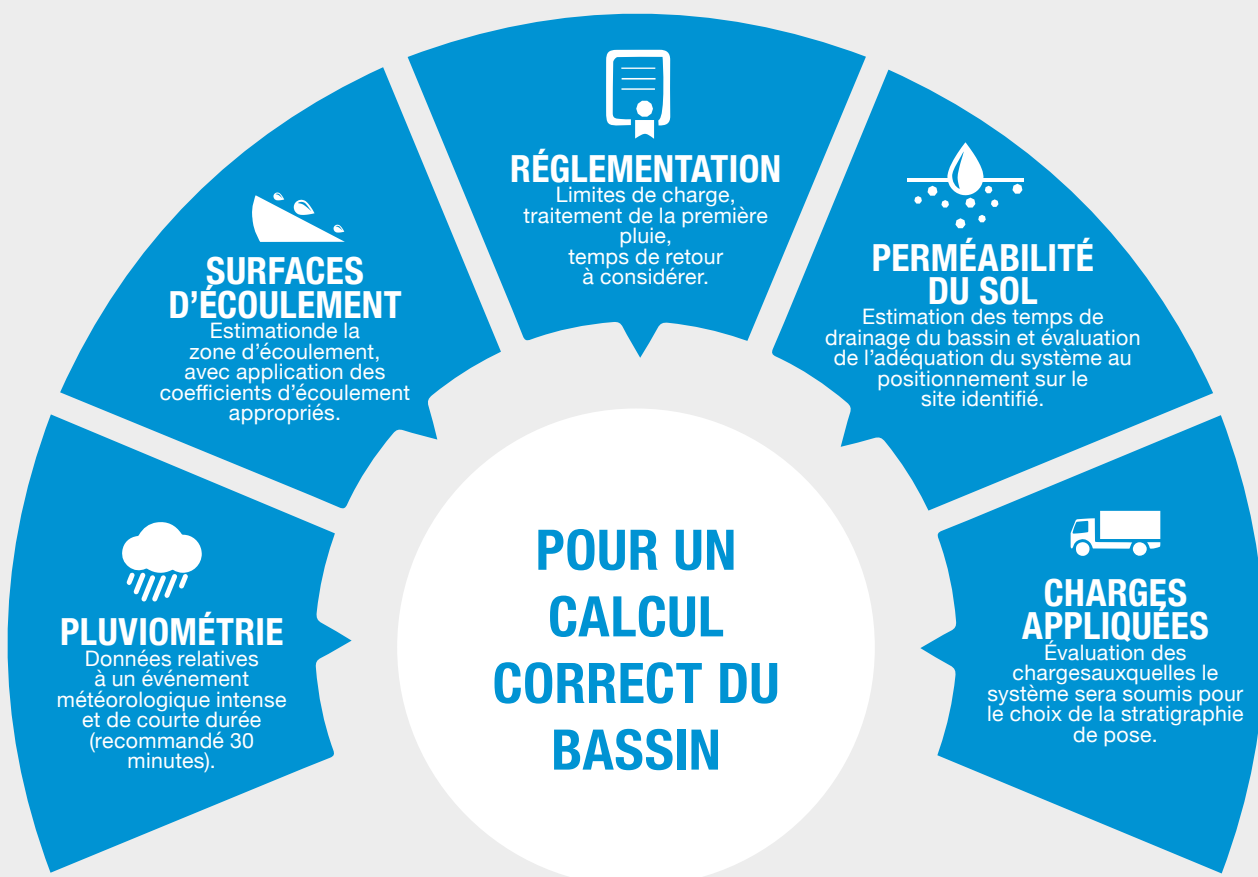 PLUVIOMÉTRIE
Données relatives
à un événement
météorologique intense
et de courte durée
(recommandé 30
minutes).
SURFACES
D'ÉCOULEMENT
Estimationde la
zone d'écoulement,
avec application des
coefficients d'écoulement
appropriés.
RÉGLEMENTATION
Limites de charge,
traitement de la première
pluie,
temps de retour
à considérer.
PERMÉABILITÉ
DU SOL
Estimation des temps de
drainage du bassin et évaluation
de l'adéquation du système au
positionnement sur le
site identifié.
CHARGES
APPLIQUÉES
Évaluation des
chargesauxquelles le
système sera soumis pour
le choix de la stratigraphie
de pose.
POUR UN
CALCUL
CORRECT DU
BASSIN